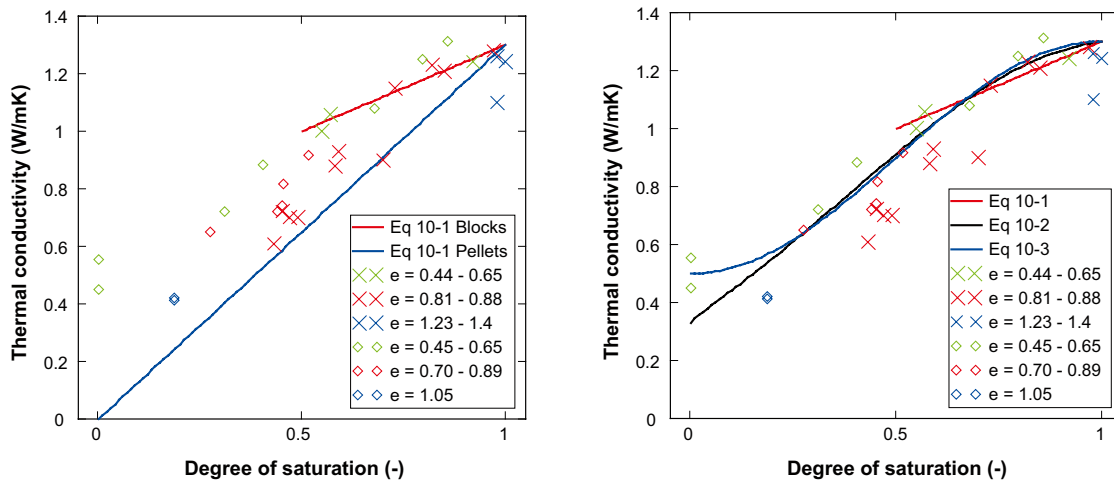 Thermal conductivity (W/mK)
1.4
1.2
1
0.8
0.6
0.4
0.2
0
0
0.5
1
Degree of saturation (-)
Eq 10-1 Blocks
Eq 10-1 Pellets
e = 0.44 - 0.65
e = 0.81 - 0.88
e = 1.23 - 1.4
e = 0.45 - 0.65
e = 0.70 - 0.89
e = 1.05
Thermal conductivity (W/mK)
1.4
1.2
1
0.8
0.6
0.4
0.2
0
0
0.5
1
Degree of saturation (-)
Eq 10-1
Eq 10-2
Eq 10-3
e = 0.44 - 0.65
e = 0.81 - 0.88
e = 1.23 - 1.4
e = 0.45 - 0.65
e = 0.70 - 0.89
e = 1.05